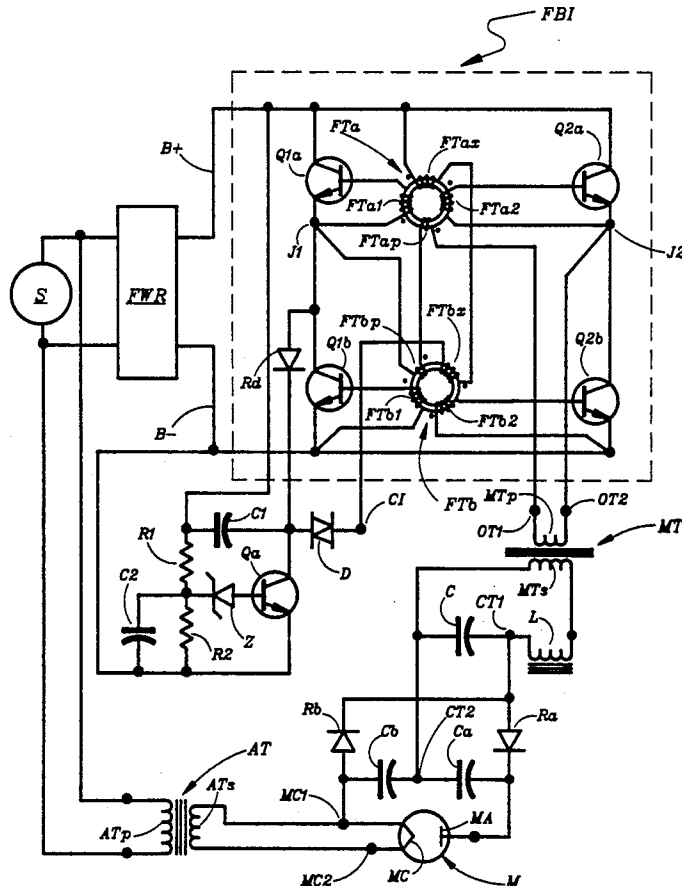 FBI
B+
FTa
FTax
Q2a
Q1a
FTa1
FTa2
FTap
J1
J2
S
FWR
FTbp
FTbx
Q2b
Rd
Q1b
FTb1
FTb2
B-
CI
FTb
MTp
OT2
C1
OT1
MT
R1
Qa
D
MTs
C2
C
CT1
L
Z
R2
Rb
CT2
Ra
Cb
Ca
AT
ATs
MC1
MA
ATp
MC2
MC
M